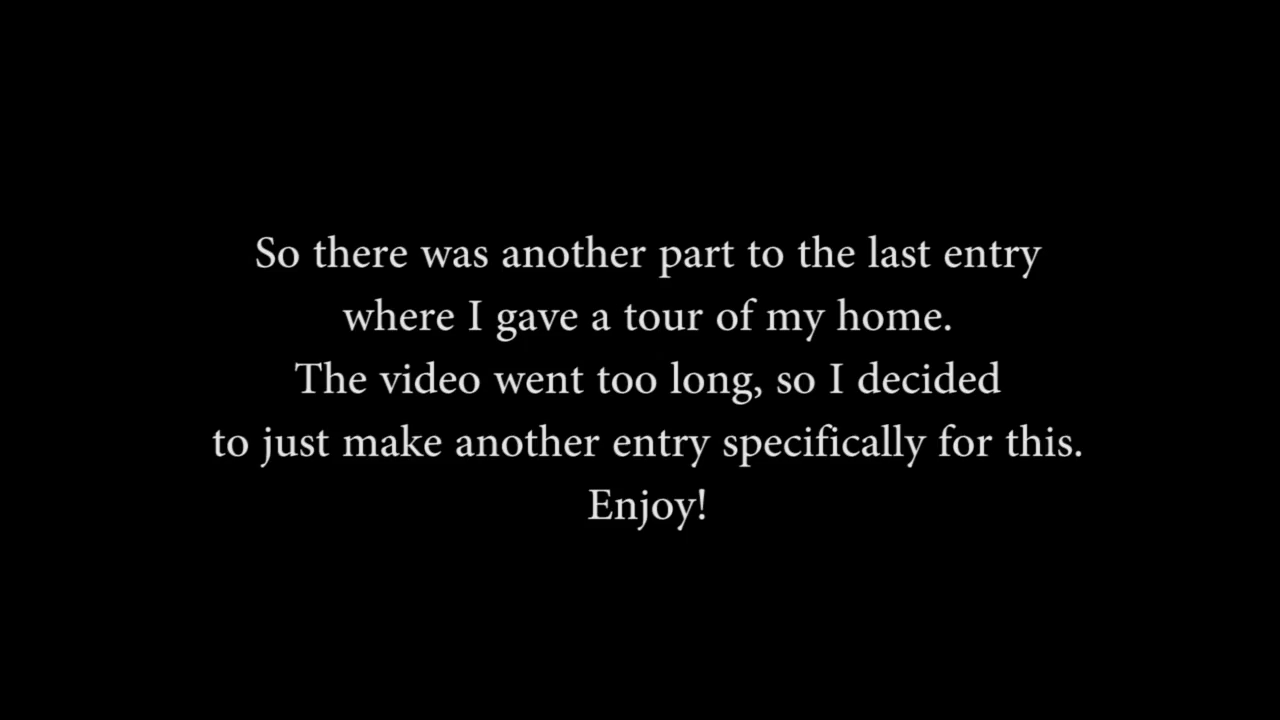 So there was another part to the last entry
where I gave a tour of my home.
The video went too long, so I decided
to just make another entry specifically for this.
Enjoy!